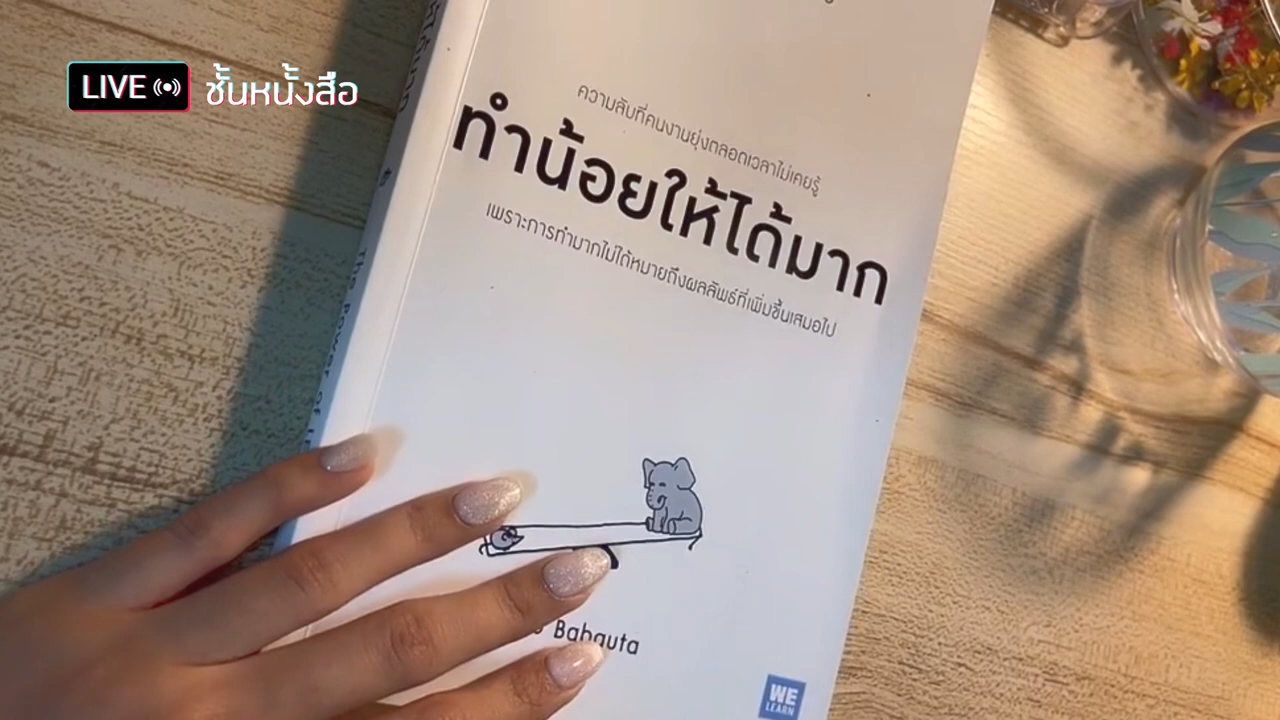 LIVE
ชั้นหนั้งสือ
ความลับที่คนงานยุ่งตลอดเวลาไม่เคยรู้
ทำน้อยให้ได้มาก
เพราะการทำมากไม่ได้หมายถึงผลลัพธ์ที่เพิ่มขึ้นเสมอไป
The Power of
Babauta
WE
LEARN